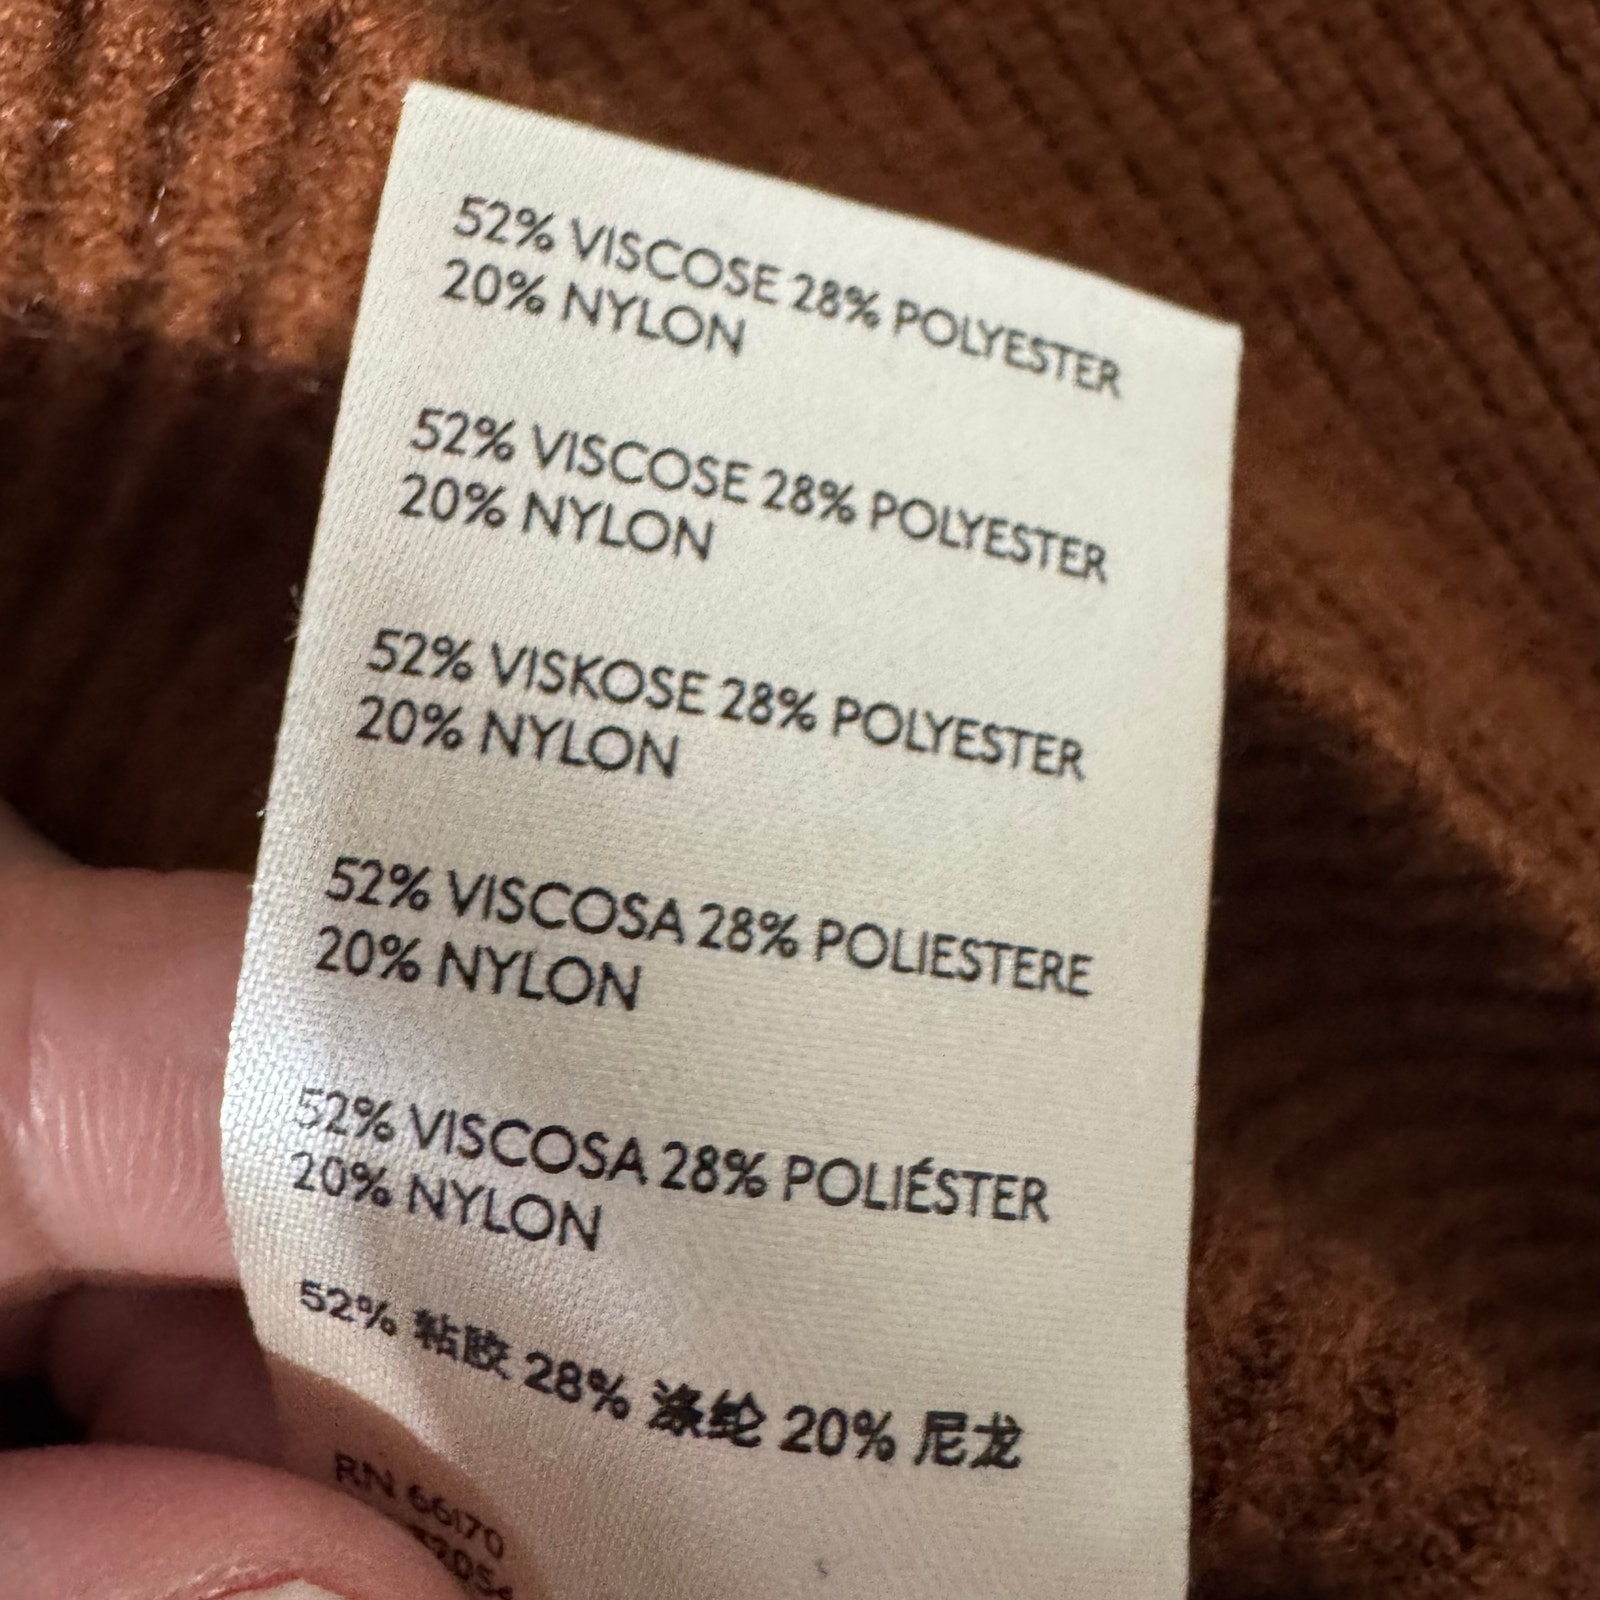 52% VISCOSE 28% POLYESTER
20% NYLON
52% VISCOSE 28% POLYESTER
20% NYLON
52% VISKOSE 28% POLYESTER
20% NYLON
52% VISCOSA 28% POLIESTERE
20% NYLON
52% VISCOSA 28% POLIÉSTER
20% NYLON
52% 粘胶 28% 涤纶 20% 尼龙
RN 66170